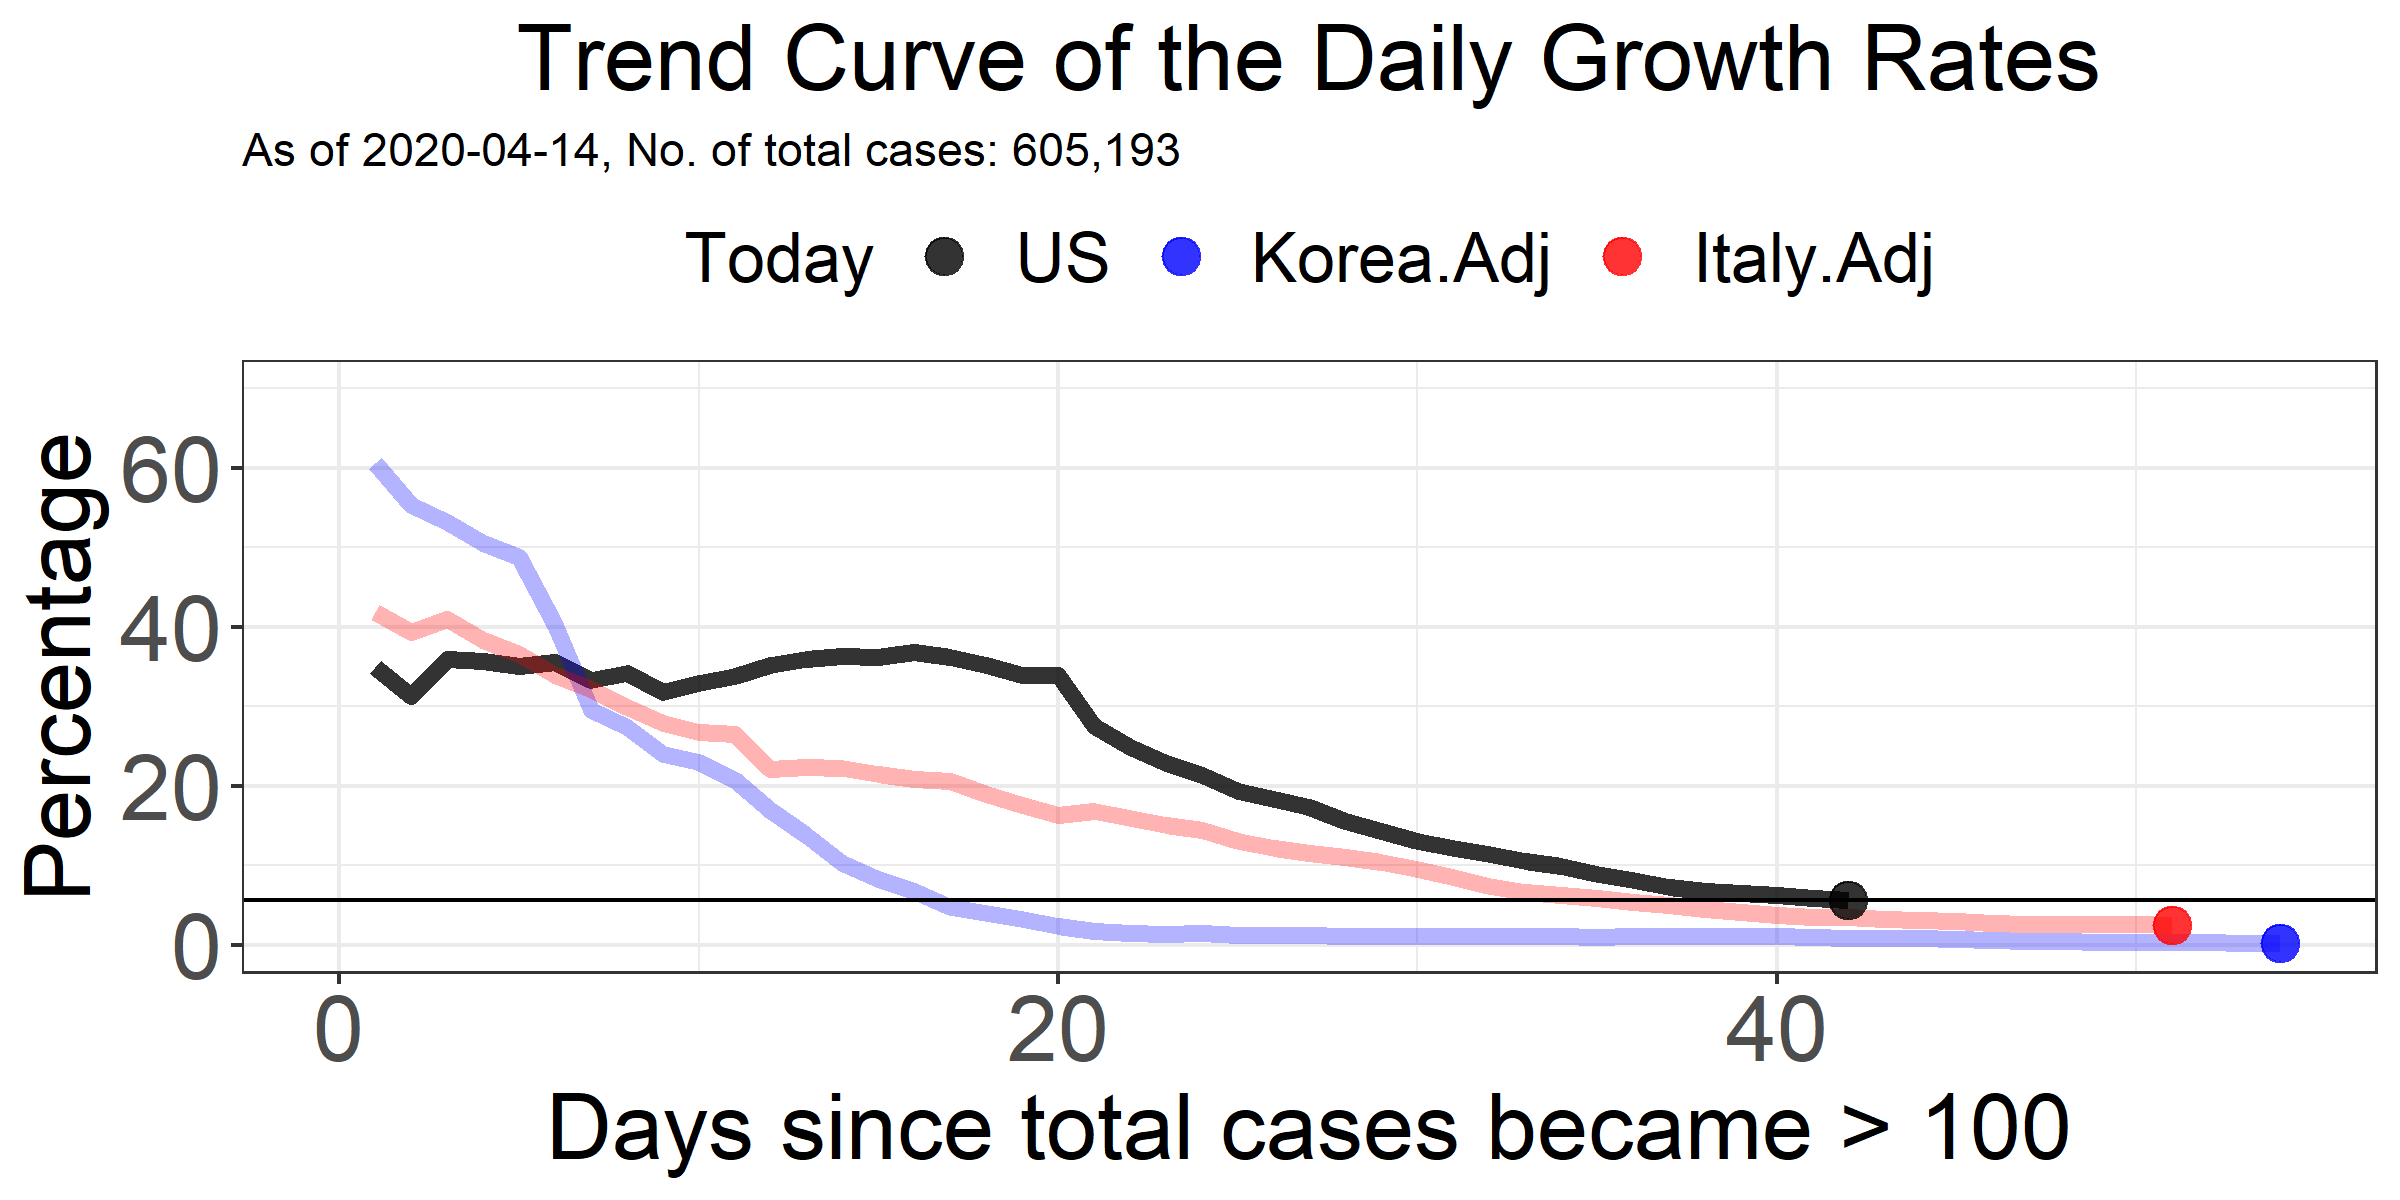 Trend Curve of the Daily Growth Rates
As of 2020-04-14, No. of total cases: 605,193
Today US Korea.Adj Italy.Adj
Percentage
60
40
20
0
0 20 40
Days since total cases became > 100